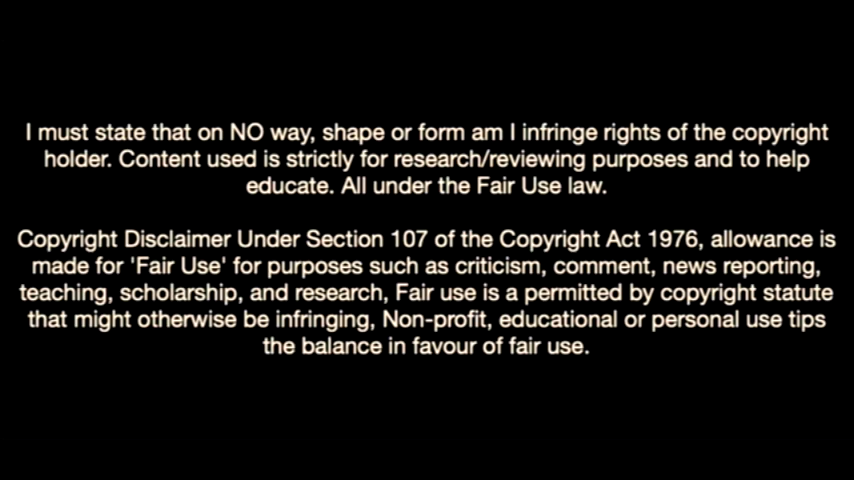 I must state that on NO way, shape or form am I infringe rights of the copyright
holder. Content used is strictly for research/reviewing purposes and to help
educate. All under the Fair Use law.
Copyright Disclaimer Under Section 107 of the Copyright Act 1976, allowance is
made for 'Fair Use' for purposes such as criticism, comment, news reporting,
teaching, scholarship, and research, Fair use is a permitted by copyright statute
that might otherwise be infringing, Non-profit, educational or personal use tips
the balance in favour of fair use.